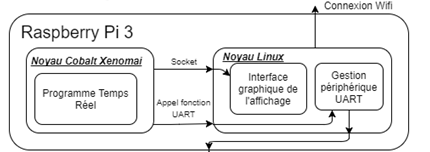 Connexion Wifi
Raspberry Pi 3
Noyau Cobalt Xenomai
Socket
Noyau Linux
Programme Temps
Réel
Interface
graphique de
l'affichage
Gestion
périphérique
UART
Appel fonction
UART